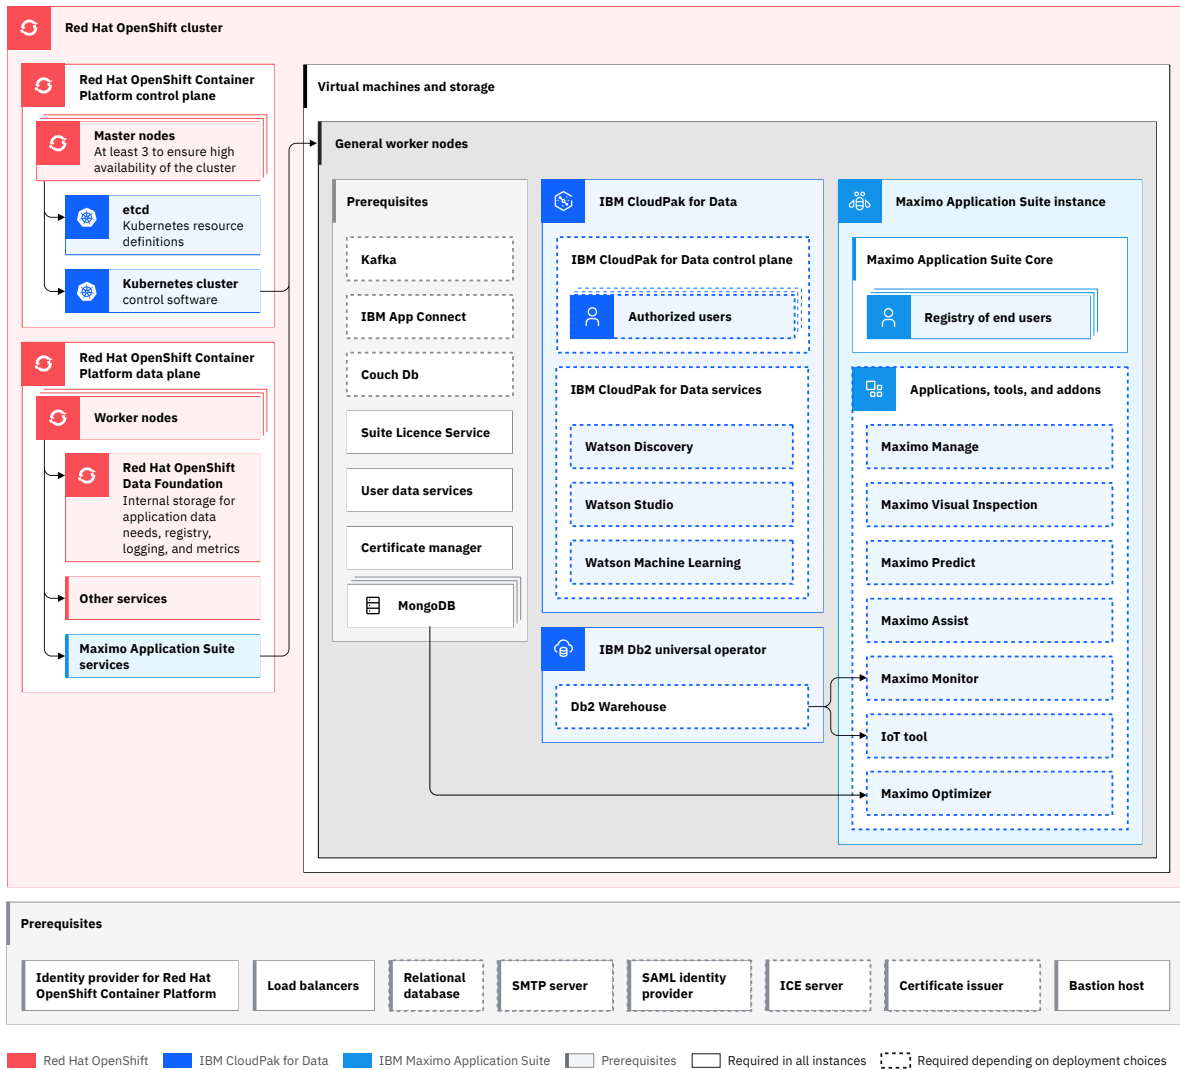 Red Hat OpenShift cluster
Red Hat OpenShift Container
Platform control plane
Master nodes
At least 3 to ensure high
availability of the cluster
etcd
Kubernetes resource
definitions
Kubernetes cluster
control software
Red Hat OpenShift Container
Platform data plane
Worker nodes
Red Hat OpenShift
Data Foundation
Internal storage for
application data
needs, registry,
logging, and metrics
Other services
Maximo Application Suite
services
Virtual machines and storage
General worker nodes
Prerequisites
Kafka
IBM App Connect
Couch Db
Suite Licence Service
User data services
Certificate manager
MongoDB
IBM CloudPak for Data
IBM CloudPak for Data control plane
Authorized users
IBM CloudPak for Data services
Watson Discovery
Watson Studio
Watson Machine Learning
IBM Db2 universal operator
Db2 Warehouse
Maximo Application Suite instance
Maximo Application Suite Core
Registry of end users
Applications, tools, and addons
Maximo Manage
Maximo Visual Inspection
Maximo Predict
Maximo Assist
Maximo Monitor
IoT tool
Maximo Optimizer
Prerequisites
Identity provider for Red Hat
OpenShift Container Platform
Load balancers
Relational
database
SMTP server
SAML identity
provider
ICE server
Certificate issuer
Bastion host
Red Hat OpenShift
IBM CloudPak for Data
IBM Maximo Application Suite
Prerequisites
Required in all instances
Required depending on deployment choices